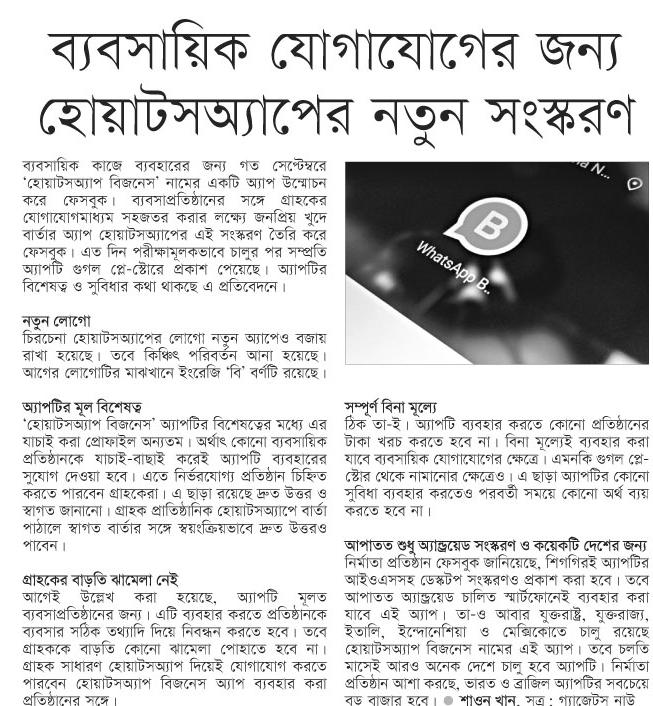 ব্যবসায়িক যোগাযোগের জন্য
হোয়াটসঅ্যাপের নতুন সংস্করণ
ব্যবসায়িক কাজে ব্যবহারের জন্য গত সেপ্টেম্বরে
‘হোয়াটসঅ্যাপ বিজনেস’ নামের একটি অ্যাপ উন্মোচন
করে ফেসবুক। ব্যবসাপ্রতিষ্ঠানের সঙ্গে গ্রাহকের
যোগাযোগমাধ্যম সহজতর করার লক্ষ্যে জনপ্রিয় খুদে
বার্তার অ্যাপ হোয়াটসঅ্যাপের এই সংস্করণ তৈরি করে
ফেসবুক। এত দিন পরীক্ষামূলকভাবে চালুর পর সম্প্রতি
অ্যাপটি গুগল প্লে-স্টোরে প্রকাশ পেয়েছে। অ্যাপটির
বিশেষত্ব ও সুবিধার কথা থাকছে এ প্রতিবেদনে।
নতুন লোগো
চিরচেনা হোয়াটসঅ্যাপের লোগো নতুন অ্যাপেও বজায়
রাখা হয়েছে। তবে কিঞ্চিৎ পরিবর্তন আনা হয়েছে।
আগের লোগোটির মাঝখানে ইংরেজি ‘বি’ বর্ণটি রয়েছে।
অ্যাপটির মূল বিশেষত্ব
‘হোয়াটসঅ্যাপ বিজনেস’ অ্যাপটির বিশেষত্বের মধ্যে এর
যাচাই করা প্রোফাইল অন্যতম। অর্থাৎ কোনো ব্যবসায়িক
প্রতিষ্ঠানকে যাচাই-বাছাই করেই অ্যাপটি ব্যবহারের
সুযোগ দেওয়া হবে। এতে নির্ভরযোগ্য প্রতিষ্ঠান চিহ্নিত
করতে পারবেন গ্রাহকেরা। এ ছাড়া রয়েছে দ্রুত উত্তর ও
স্বাগত জানানো। গ্রাহক প্রাতিষ্ঠানিক হোয়াটসঅ্যাপে বার্তা
পাঠালে স্বাগত বার্তার সঙ্গে স্বয়ংক্রিয়ভাবে দ্রুত উত্তরও
পাবেন।
গ্রাহকের বাড়তি ঝামেলা নেই
আগেই উল্লেখ করা হয়েছে, অ্যাপটি মূলত
ব্যবসাপ্রতিষ্ঠানের জন্য। এটি ব্যবহার করতে প্রতিষ্ঠানকে
ব্যবসার সঠিক তথ্যাদি দিয়ে নিবন্ধন করতে হবে। তবে
গ্রাহককে বাড়তি কোনো ঝামেলা পোহাতে হবে না।
গ্রাহক সাধারণ হোয়াটসঅ্যাপ দিয়েই যোগাযোগ করতে
পারবেন হোয়াটসঅ্যাপ বিজনেস অ্যাপ ব্যবহার করা
প্রতিষ্ঠানের সঙ্গে।
N...
B
WhatsApp B..
সম্পূর্ণ বিনা মূল্যে
ঠিক তা-ই। অ্যাপটি ব্যবহার করতে কোনো প্রতিষ্ঠানের
টাকা খরচ করতে হবে না। বিনা মূল্যেই ব্যবহার করা
যাবে ব্যবসায়িক যোগাযোগের ক্ষেত্রে। এমনকি গুগল প্লে-
স্টোর থেকে নামানোর ক্ষেত্রেও। এ ছাড়া অ্যাপটির কোনো
সুবিধা ব্যবহার করতেও পরবর্তী সময়ে কোনো অর্থ ব্যয়
করতে হবে না।
আপাতত শুধু অ্যান্ড্রয়েড সংস্করণ ও কয়েকটি দেশের জন্য
নির্মাতা প্রতিষ্ঠান ফেসবুক জানিয়েছে, শিগগিরই অ্যাপটির
আইওএসসহ ডেস্কটপ সংস্করণও প্রকাশ করা হবে। তবে
আপাতত অ্যান্ড্রয়েড চালিত স্মার্টফোনেই ব্যবহার করা
যাবে এই অ্যাপ। তা-ও আবার যুক্তরাষ্ট্র, যুক্তরাজ্য,
ইতালি, ইন্দোনেশিয়া ও মেক্সিকোতে চালু রয়েছে
হোয়াটসঅ্যাপ বিজনেস নামের এই অ্যাপ। তবে চলতি
মাসেই আরও অনেক দেশে চালু হবে অ্যাপটি। নির্মাতা
প্রতিষ্ঠান আশা করছে, ভারত ও ব্রাজিল অ্যাপটির সবচেয়ে
বড় বাজার হবে। ● শাওন খান, সূত্র : গ্যাজেটস নাউ